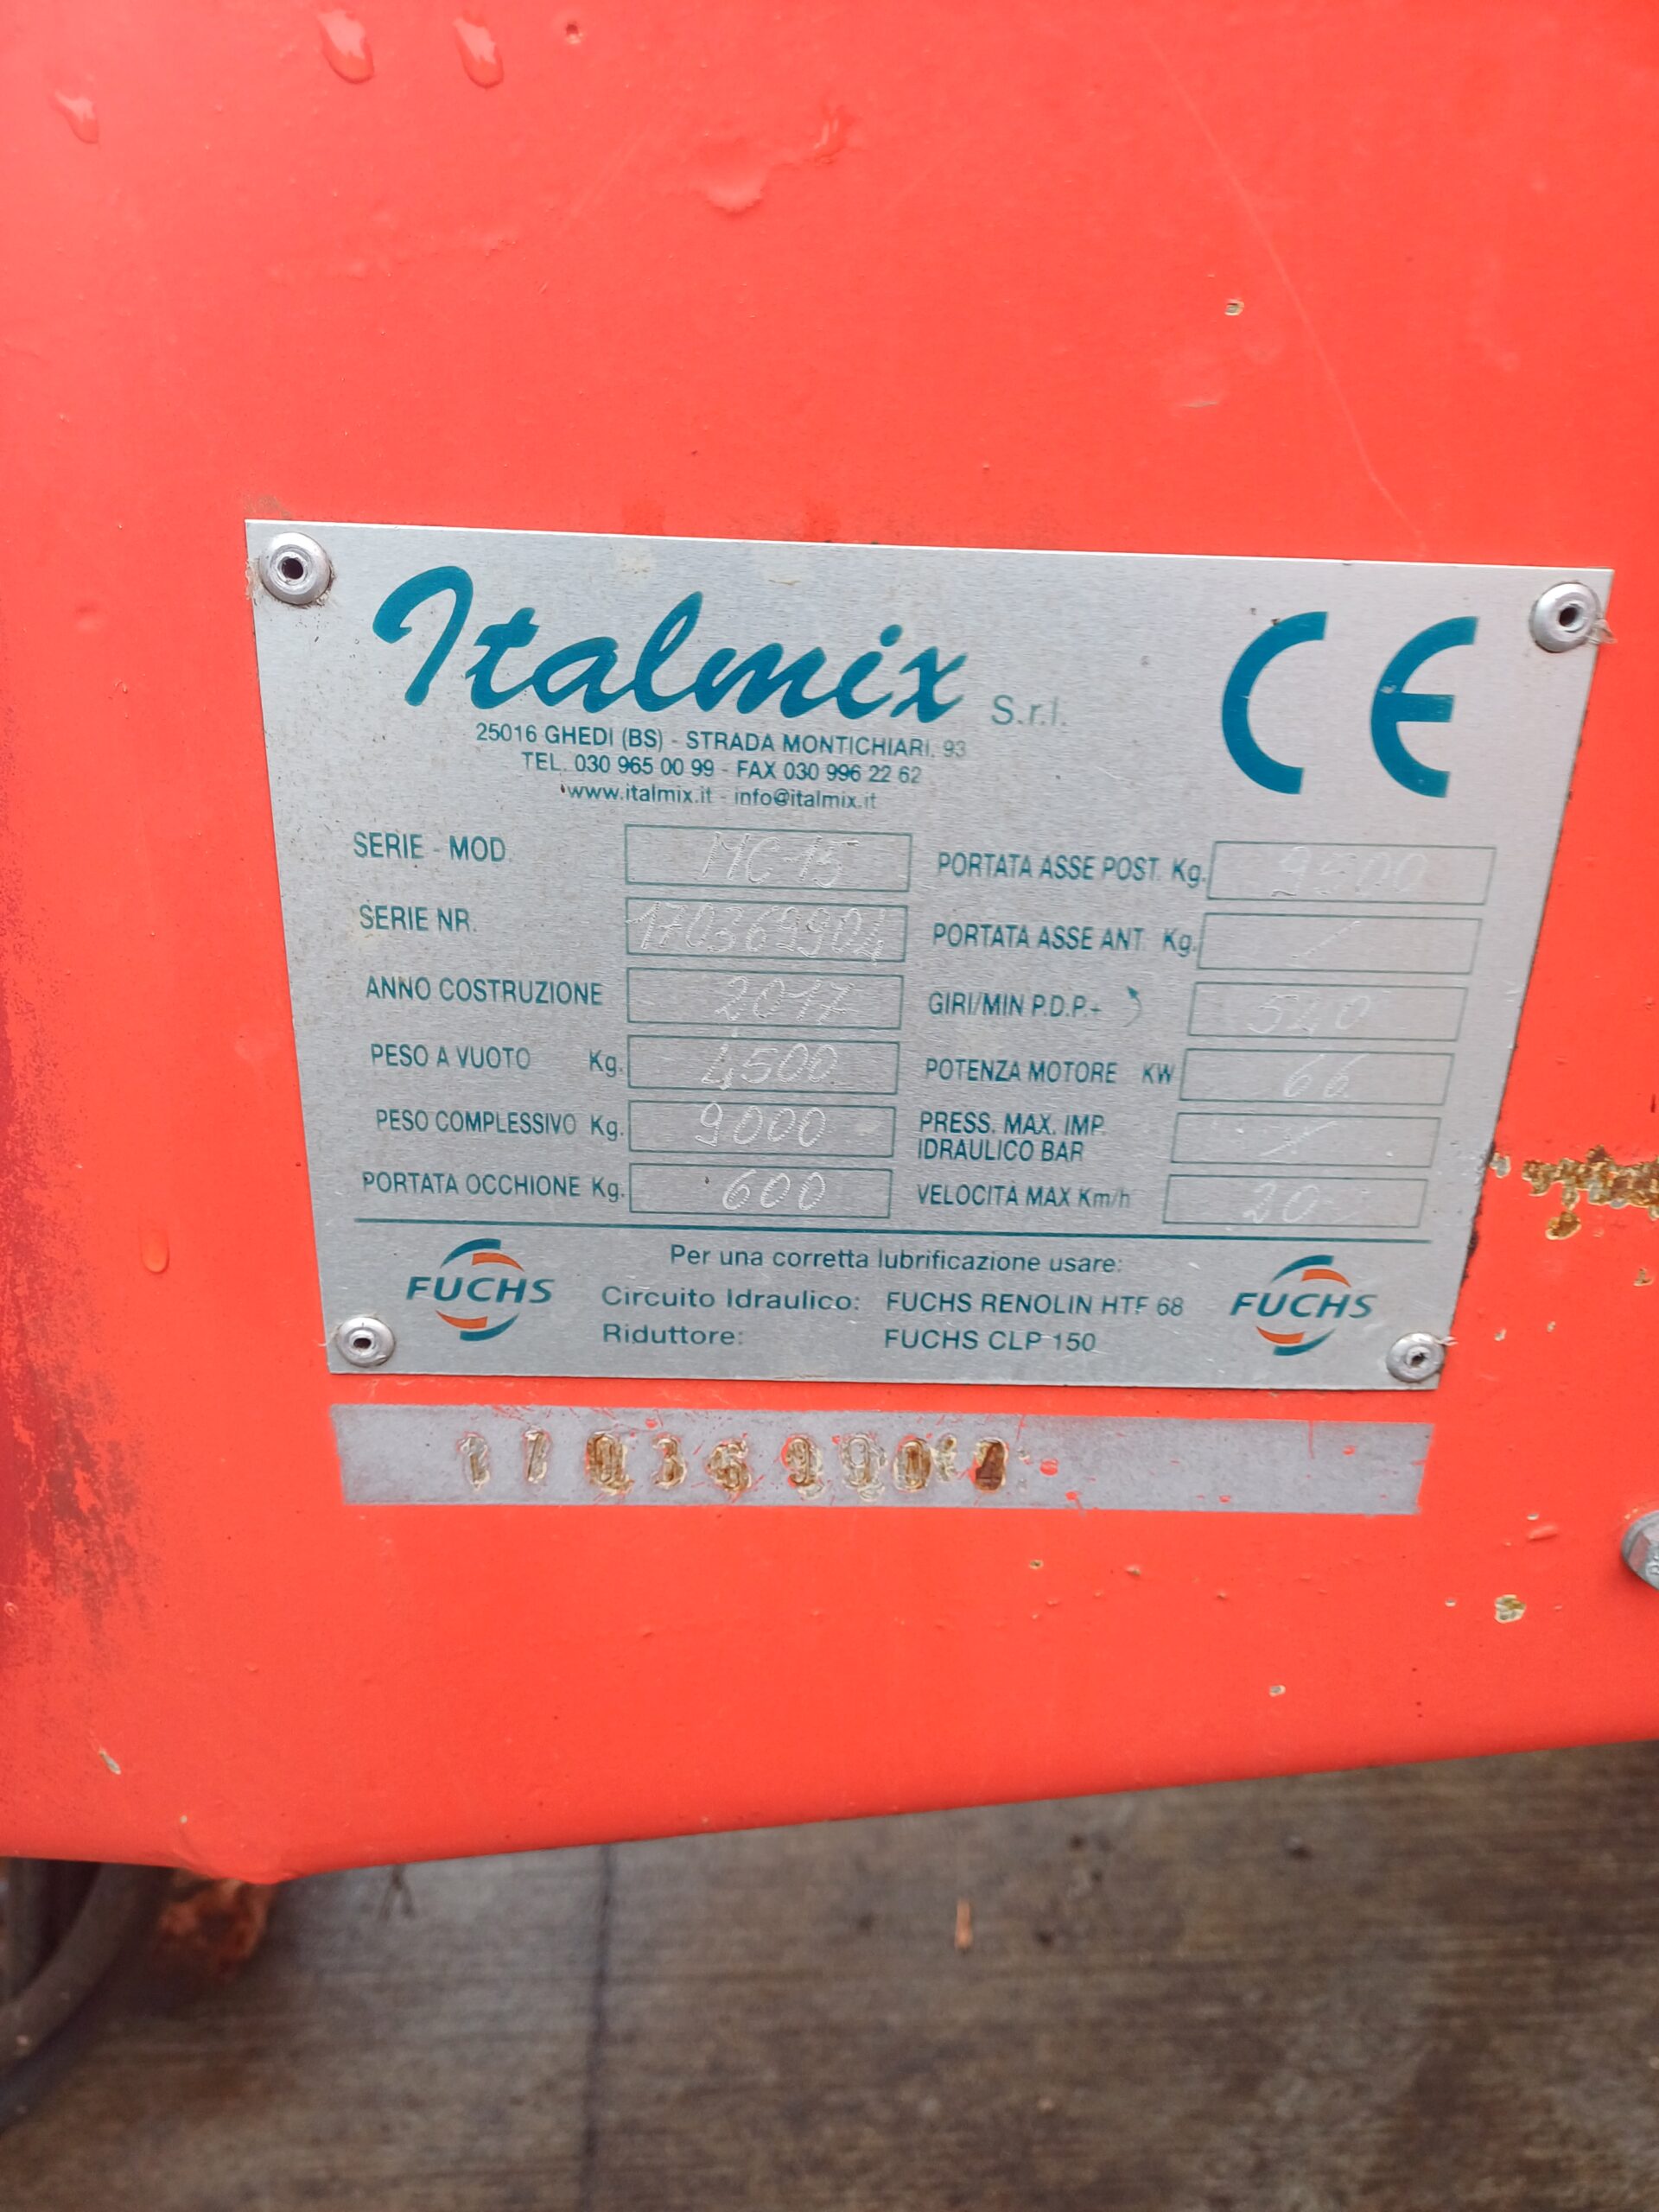 Italmix S.r.l.
CE
25016 GHEDI (BS) - STRADA MONTICHIARI, 93
TEL. 030 965 00 99 - FAX 030 996 22 62
www.italmix.it - info@italmix.it
SERIE - MOD. MC-15
SERIE NR. 170369904
ANNO COSTRUZIONE 2017
PESO A VUOTO Kg. 4500
PESO COMPLESSIVO Kg. 9000
PORTATA OCCHIONE Kg. 600
PORTATA ASSE POST. Kg. 9500
PORTATA ASSE ANT. Kg. /
GIRI/MIN P.D.P. 540
POTENZA MOTORE KW 66
PRESS. MAX. IMP.
IDRAULICO BAR /
VELOCITÀ MAX Km/h 20
Per una corretta lubrificazione usare:
FUCHS
Circuito Idraulico: FUCHS RENOLIN HTF 68
Riduttore: FUCHS CLP 150
FUCHS
170369904